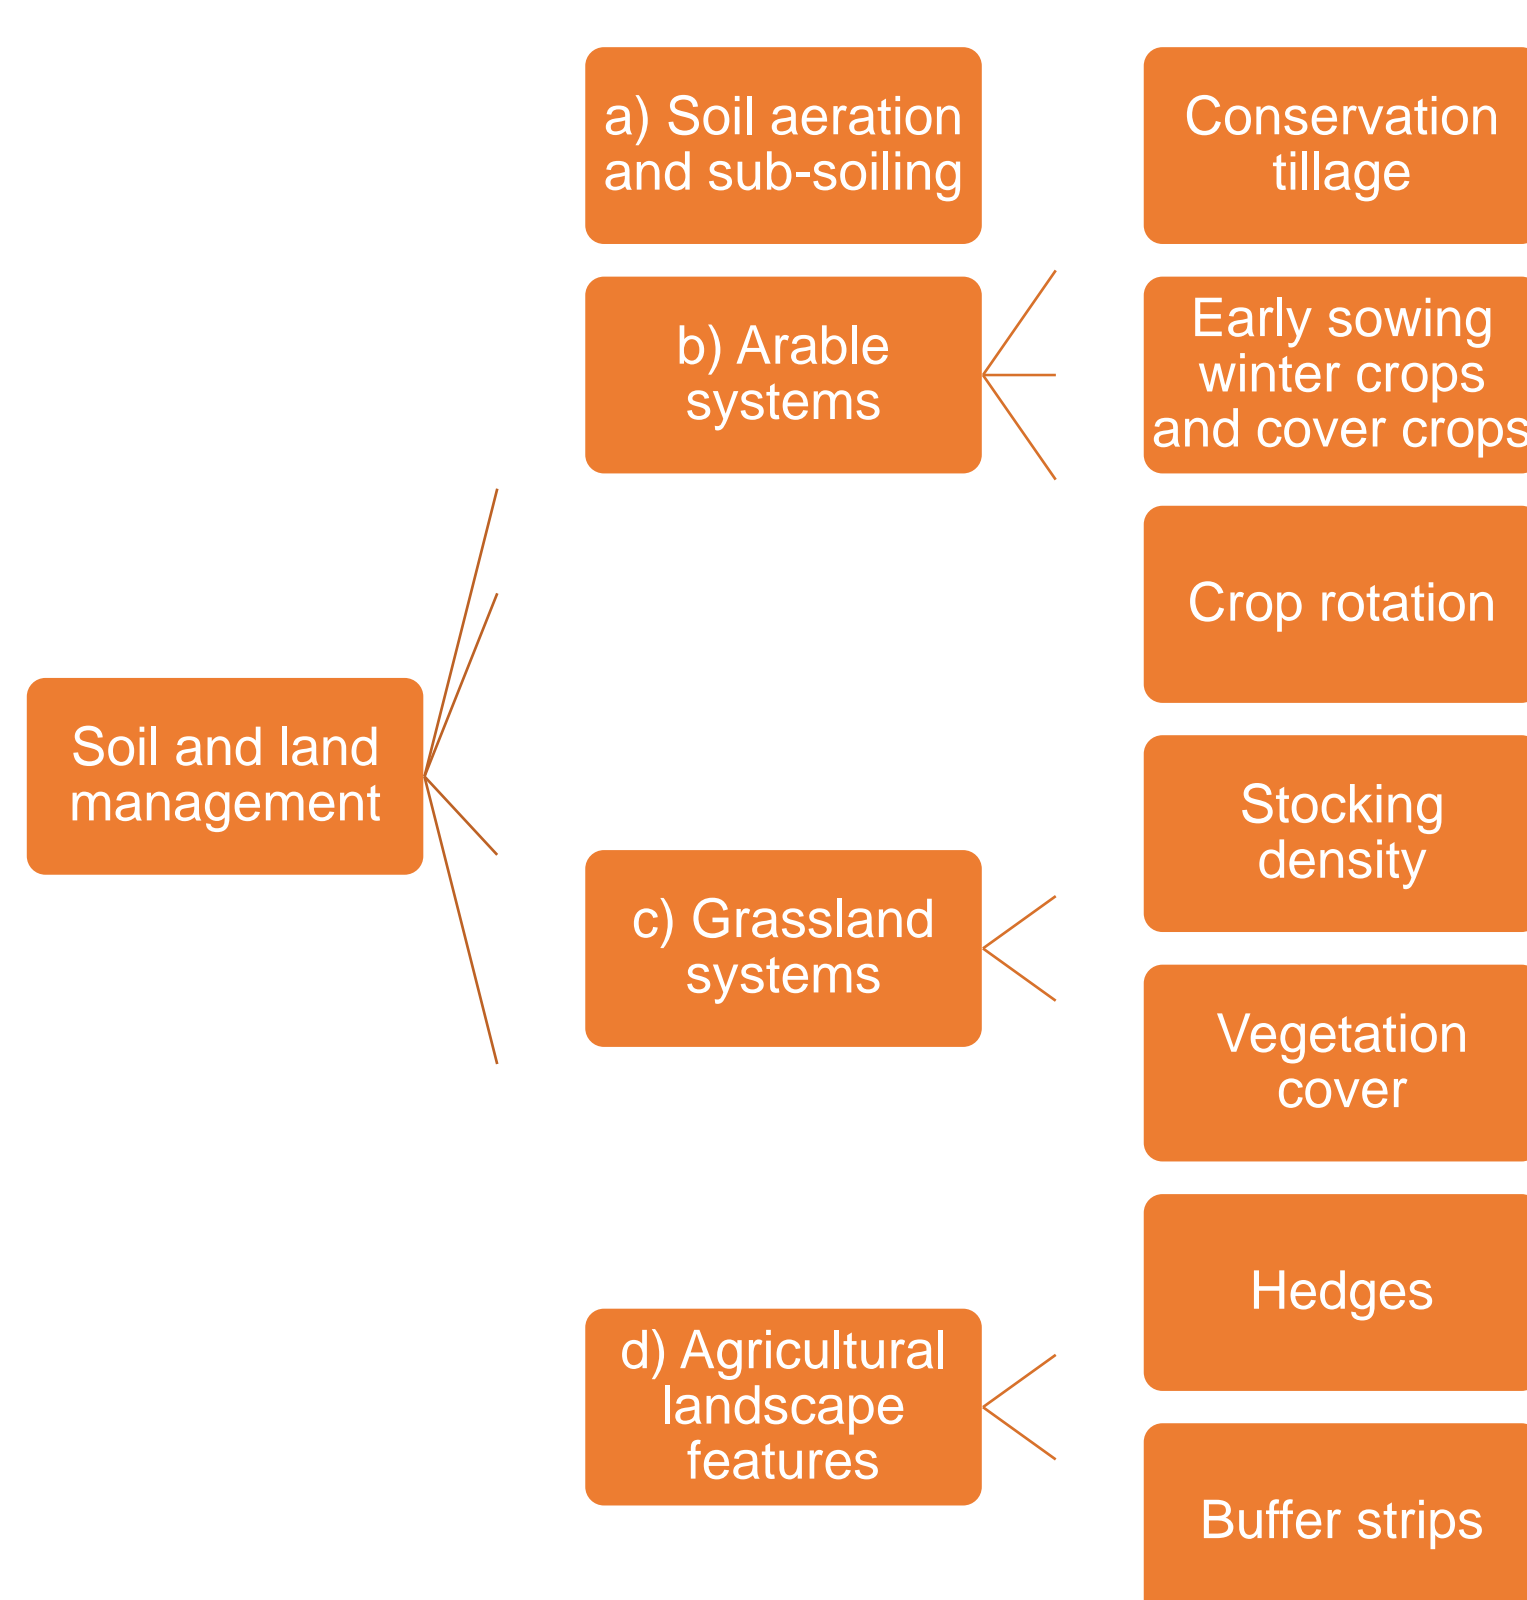 a) Soil aeration
and sub-soiling
Conservation
tillage
b) Arable
systems
Early sowing
winter crops
and cover crops
Crop rotation
Soil and land
management
Stocking
density
c) Grassland
systems
Vegetation
cover
Hedges
d) Agricultural
landscape
features
Buffer strips